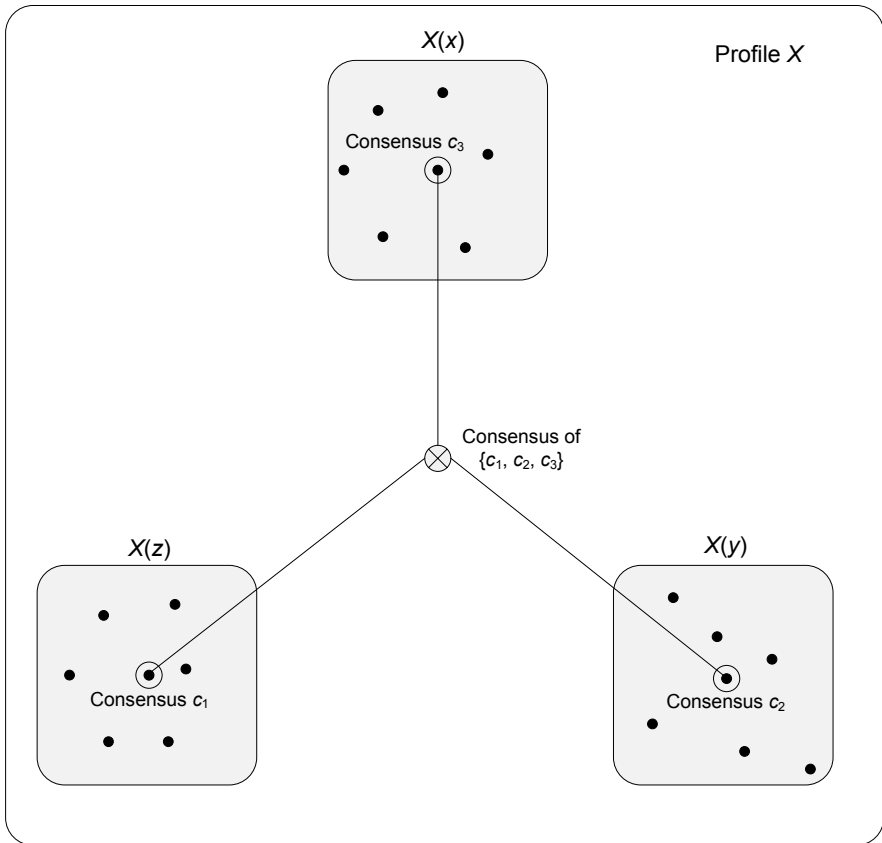 X(x)
Profile X
Consensus c₃
Consensus of
{c₁, c₂, c₃}
X(z)
X(y)
Consensus c₁
Consensus c₂